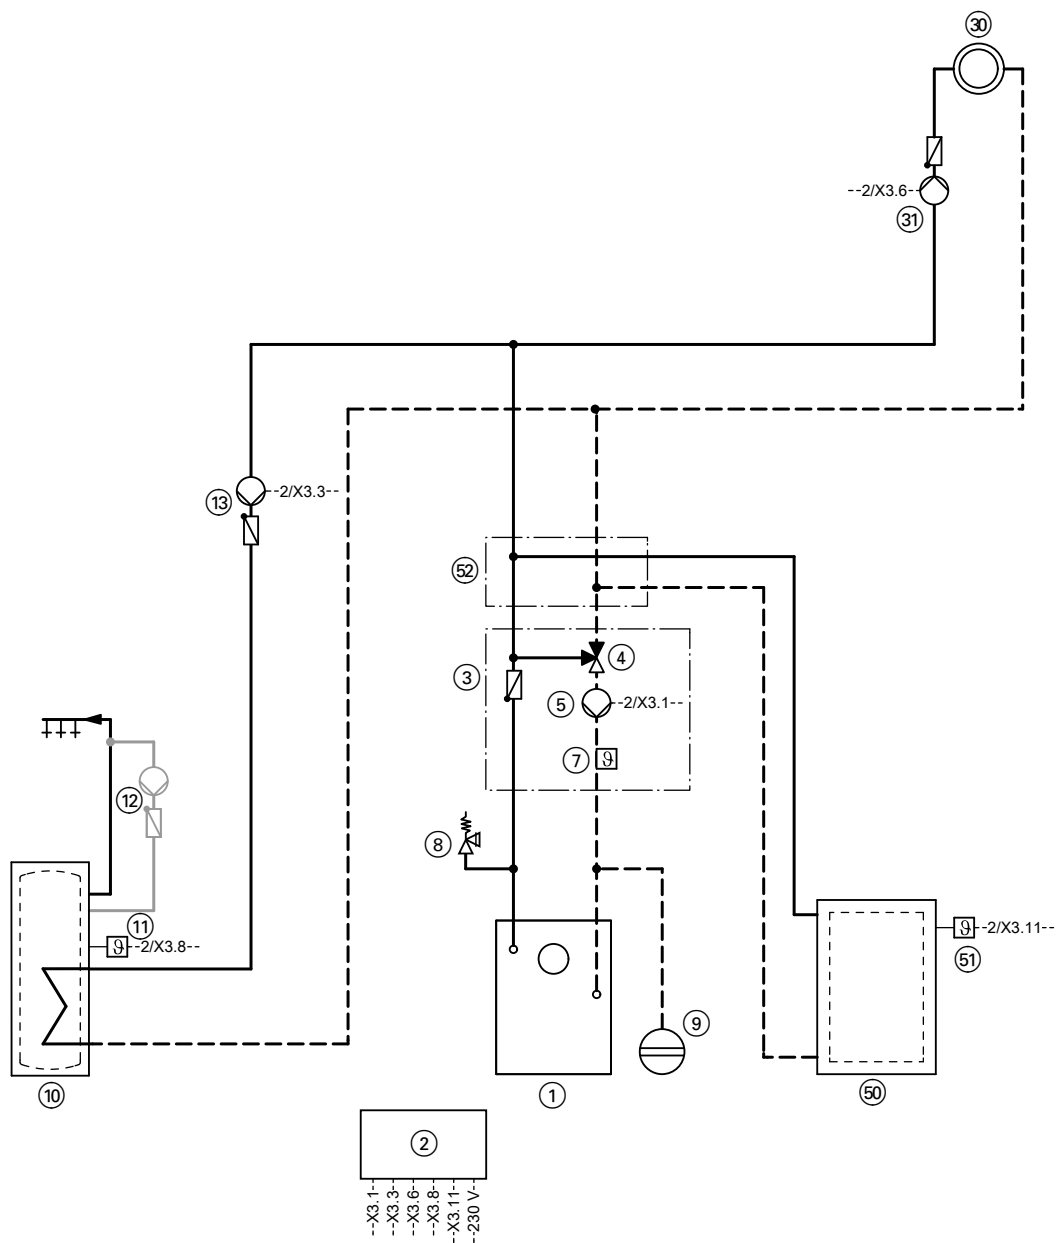 30
--2/X3.6--
31
13
--2/X3.3--
52
3
4
5
--2/X3.1--
7
12
8
11
--2/X3.8--
--2/X3.11--
51
9
10
1
50
2
--X3.1-
--X3.3-
--X3.6-
--X3.8-
--X3.11-
--230 V-